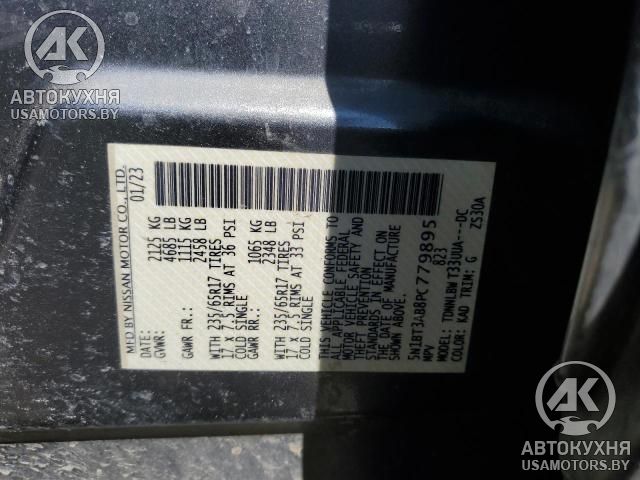 AK
АВТОКУХНЯ
USAMOTORS.BY
MFD BY NISSAN MOTOR CO., LTD.
DATE: 01/23
GVWR: 2125 KG
4685 LB
GAWR FR.: 1115 KG
2458 LB
WITH 235/65R17 TIRES
17 x 7.5 RIMS AT 36 PSI
COLD SINGLE
GAWR RR.: 1065 KG
2348 LB
WITH 235/65R17 TIRES
17 x 7.5 RIMS AT 33 PSI
COLD SINGLE
THIS VEHICLE CONFORMS TO
ALL APPLICABLE FEDERAL
MOTOR VEHICLE SAFETY AND
THEFT PREVENTION
STANDARDS IN EFFECT ON
THE DATE OF MANUFACTURE
SHOWN ABOVE.
5N1BT3AB8PC779895
MPV 823
MODEL: TDNNLBW T33UUA---DC
COLOR: KAD TRIM: G ZS30A
AK
АВТОКУХНЯ
USAMOTORS.BY